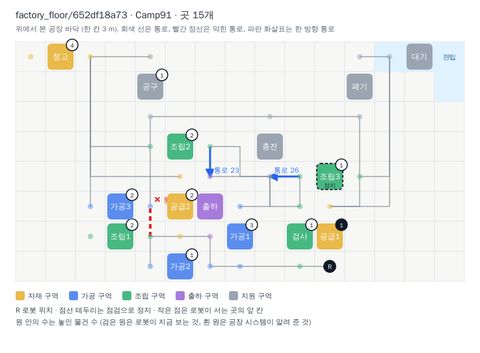 factory_floor/652df18a73 · Camp91 · 곳 15개
위에서 본 공장 바닥 (한 칸 3 m). 회색 선은 통로, 빨간 점선은 막힌 통로, 파란 화살표는 한 방향 통로
창고 4
대기
진입
공구 1
폐기
조립2 2
충전
통로 23
통로 26
조립3 1
가공3 2
공급2 2
출하
조립1 2
가공1 3
검사 1
공급1 1
가공2 1
R
자재 구역 가공 구역 조립 구역 출하 구역 지원 구역
R 로봇 위치 · 점선 테두리는 점검으로 정지 · 작은 점은 로봇이 서는 곳의 앞 칸
원 안의 수는 놓인 물건 수 (검은 원은 로봇이 지금 보는 것, 흰 원은 공장 시스템이 알려 준 것)